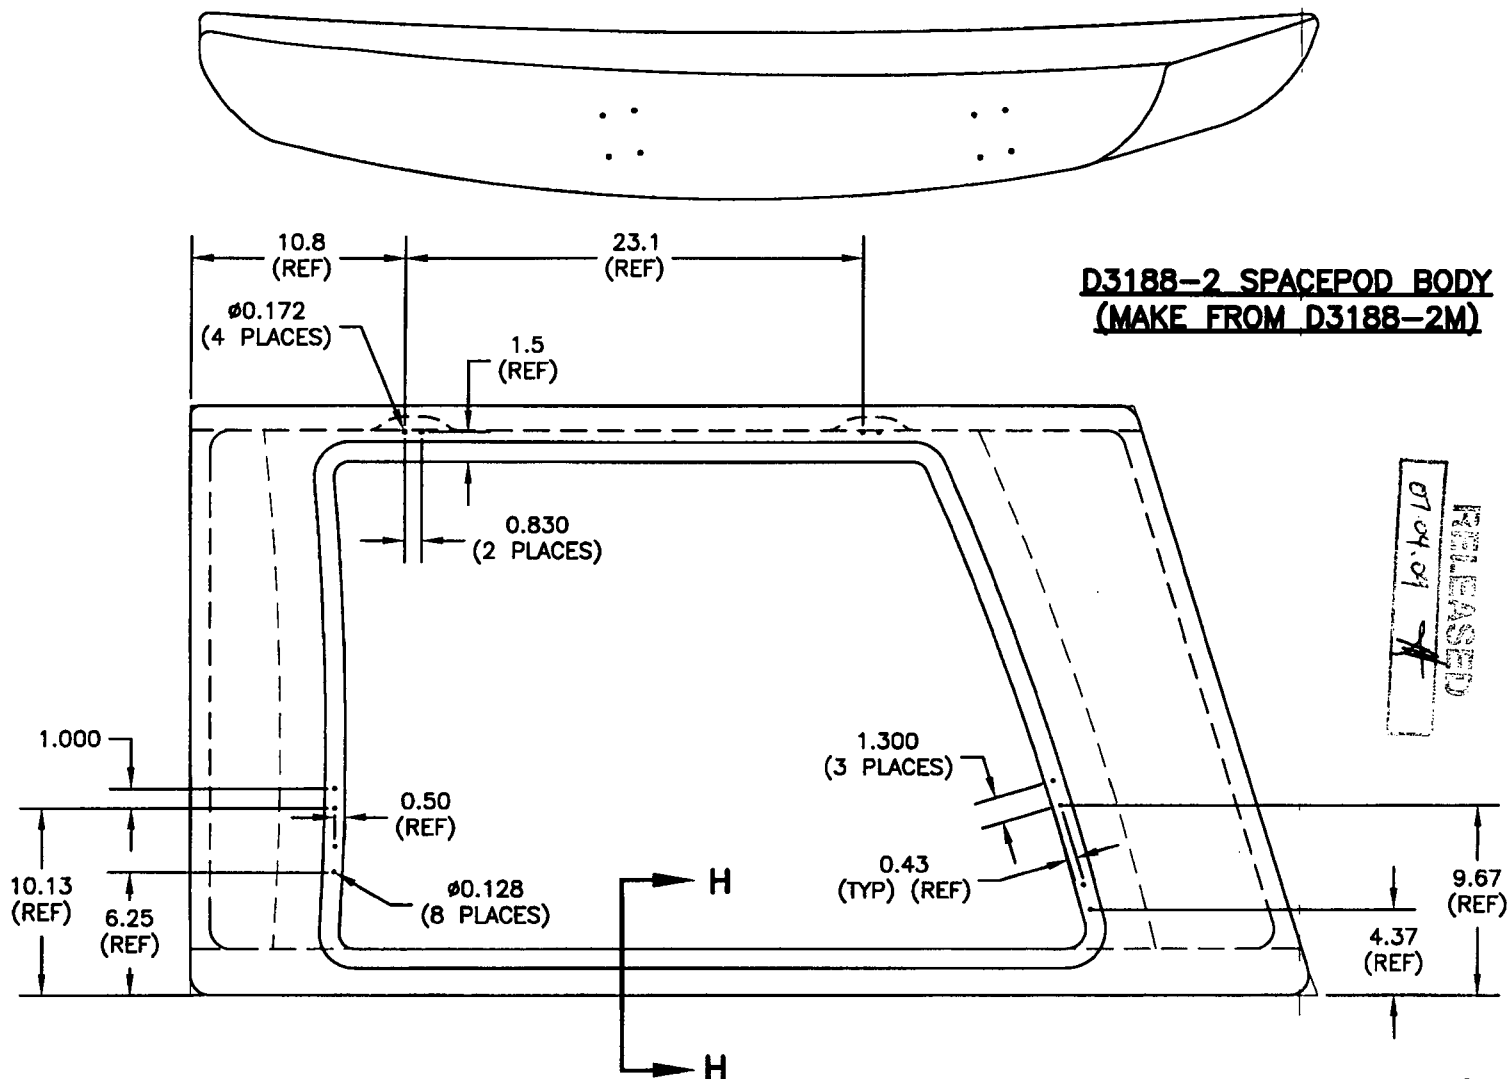 10.8
(REF)
23.1
(REF)
D3188-2 SPACEPOD BODY
(MAKE FROM D3188-2M)
ø0.172
(4 PLACES)
1.5
(REF)
0.830
(2 PLACES)
RELEASED
07.04.09
1.000
1.300
(3 PLACES)
0.50
(REF)
10.13
(REF)
6.25
(REF)
ø0.128
(8 PLACES)
0.43
(TYP) (REF)
9.67
(REF)
4.37
(REF)
H
H